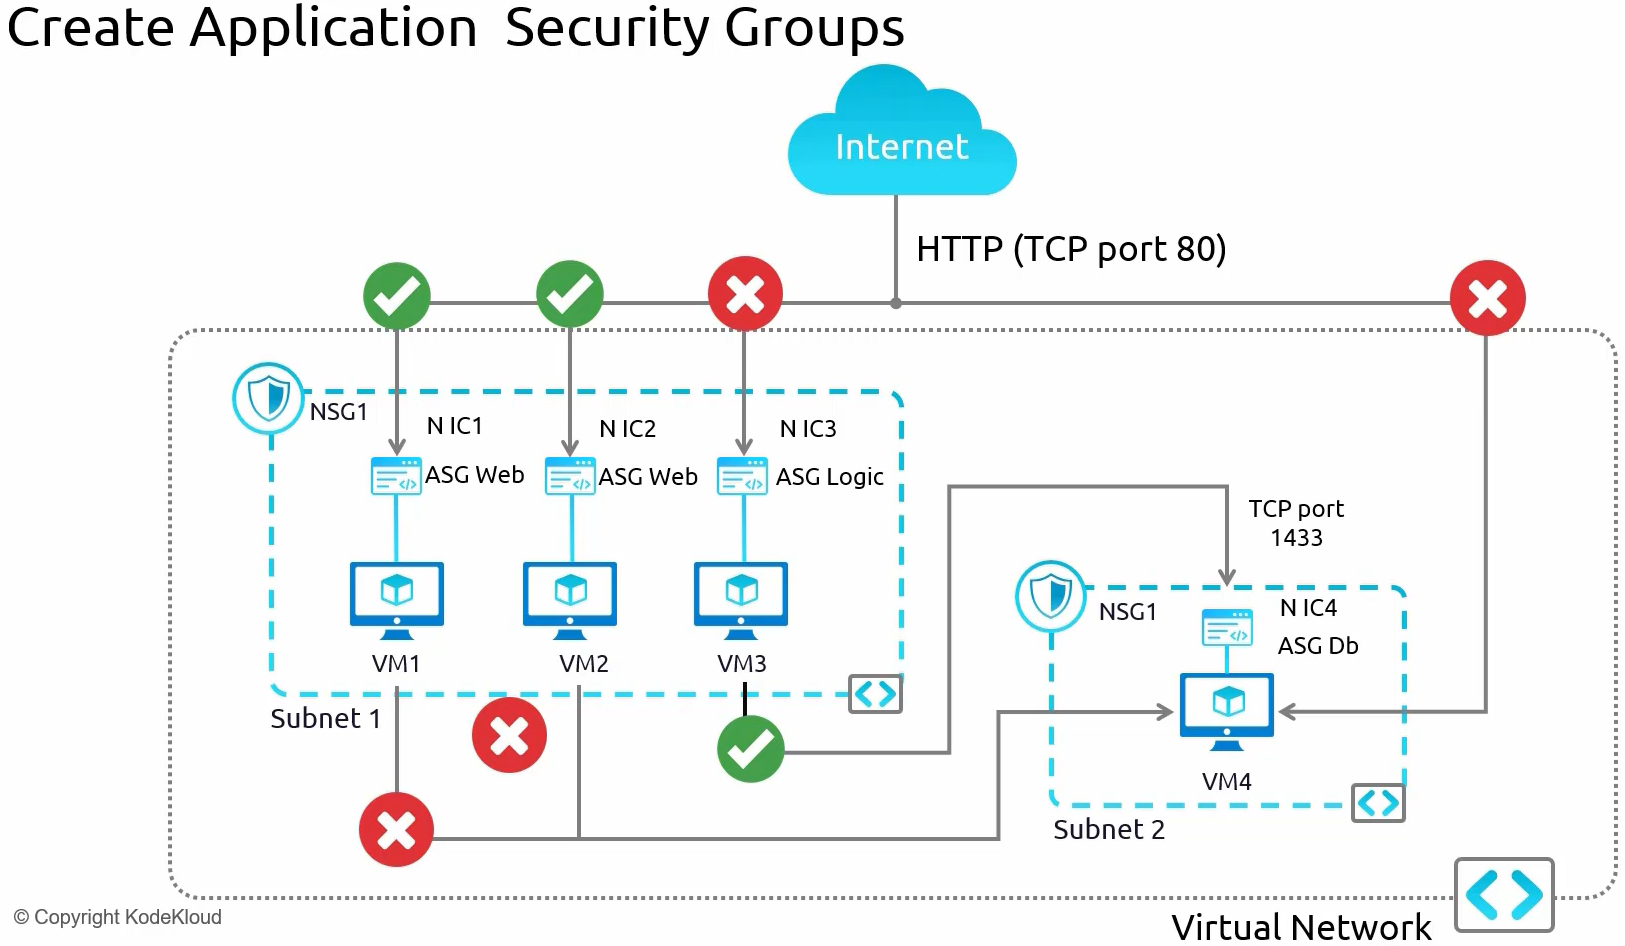 Create Application  Security Groups
Internet
HTTP (TCP port 80)
NSG1
N IC1
N IC2
N IC3
ASG Web
ASG Web
ASG Logic
TCP port
1433
NSG1
N IC4
ASG Db
VM1
VM2
VM3
Subnet 1
VM4
Subnet 2
© Copyright KodeKloud
Virtual Network